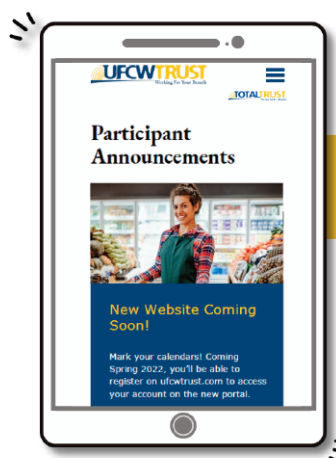 UFCWTRUST
Working For Your Benefit
TOTALTRUST
Participant
Announcements
New Website Coming
Soon!
Mark your calendars! Coming
Spring 2022, you'll be able to
register on ufcwtrust.com to access
your account on the new portal.